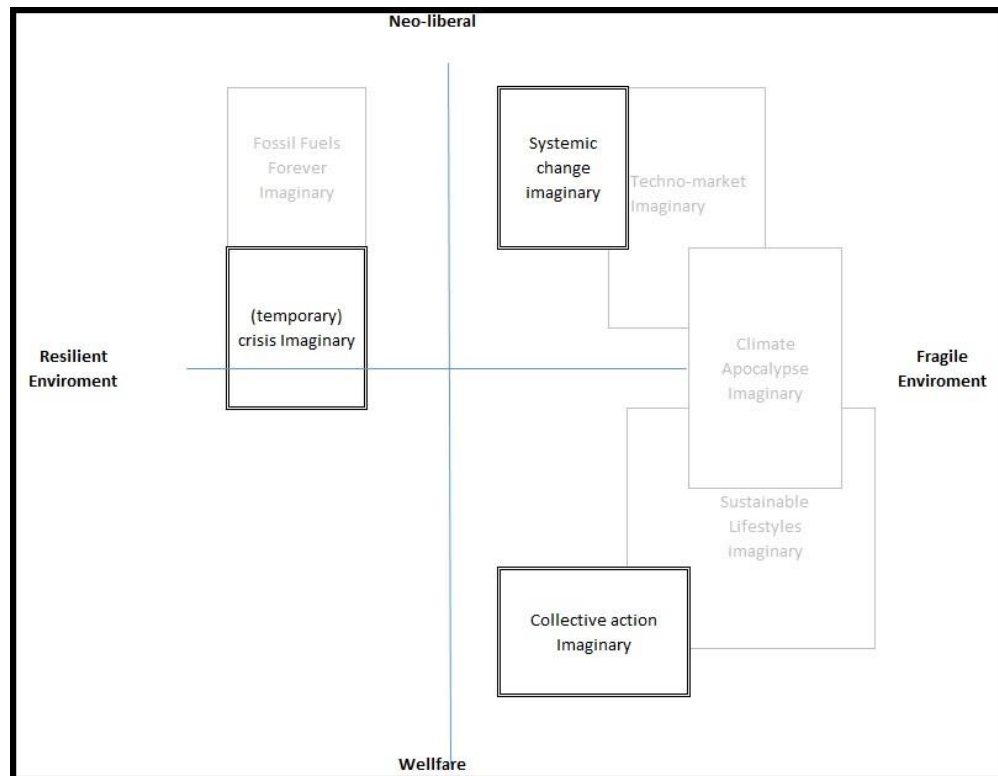 Neo-liberal
Fossil Fuels
Forever
Imaginary
Systemic
change
imaginary
Techno-market
Imaginary
(temporary)
crisis Imaginary
Resilient
Enviroment
Climate
Apocalypse
Imaginary
Fragile
Enviroment
Sustainable
Lifestyles
imaginary
Collective action
Imaginary
Wellfare